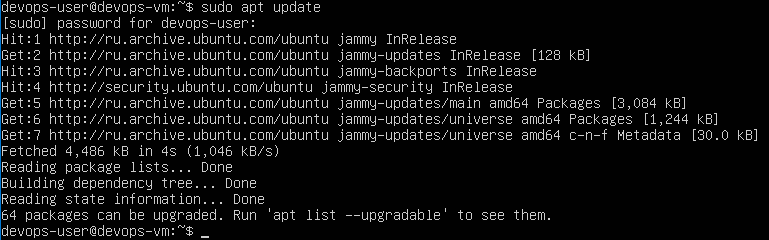 devops-user@devops-vm:~$ sudo apt update
[sudo] password for devops-user:
Hit:1 http://ru.archive.ubuntu.com/ubuntu jammy InRelease
Get:2 http://ru.archive.ubuntu.com/ubuntu jammy-updates InRelease [128 kB]
Hit:3 http://ru.archive.ubuntu.com/ubuntu jammy-backports InRelease
Hit:4 http://security.ubuntu.com/ubuntu jammy-security InRelease
Get:5 http://ru.archive.ubuntu.com/ubuntu jammy-updates/main amd64 Packages [3,084 kB]
Get:6 http://ru.archive.ubuntu.com/ubuntu jammy-updates/universe amd64 Packages [1,244 kB]
Get:7 http://ru.archive.ubuntu.com/ubuntu jammy-updates/universe amd64 c-n-f Metadata [30.0 kB]
Fetched 4,486 kB in 4s (1,046 kB/s)
Reading package lists... Done
Building dependency tree... Done
Reading state information... Done
64 packages can be upgraded. Run 'apt list --upgradable' to see them.
devops-user@devops-vm:~$ _